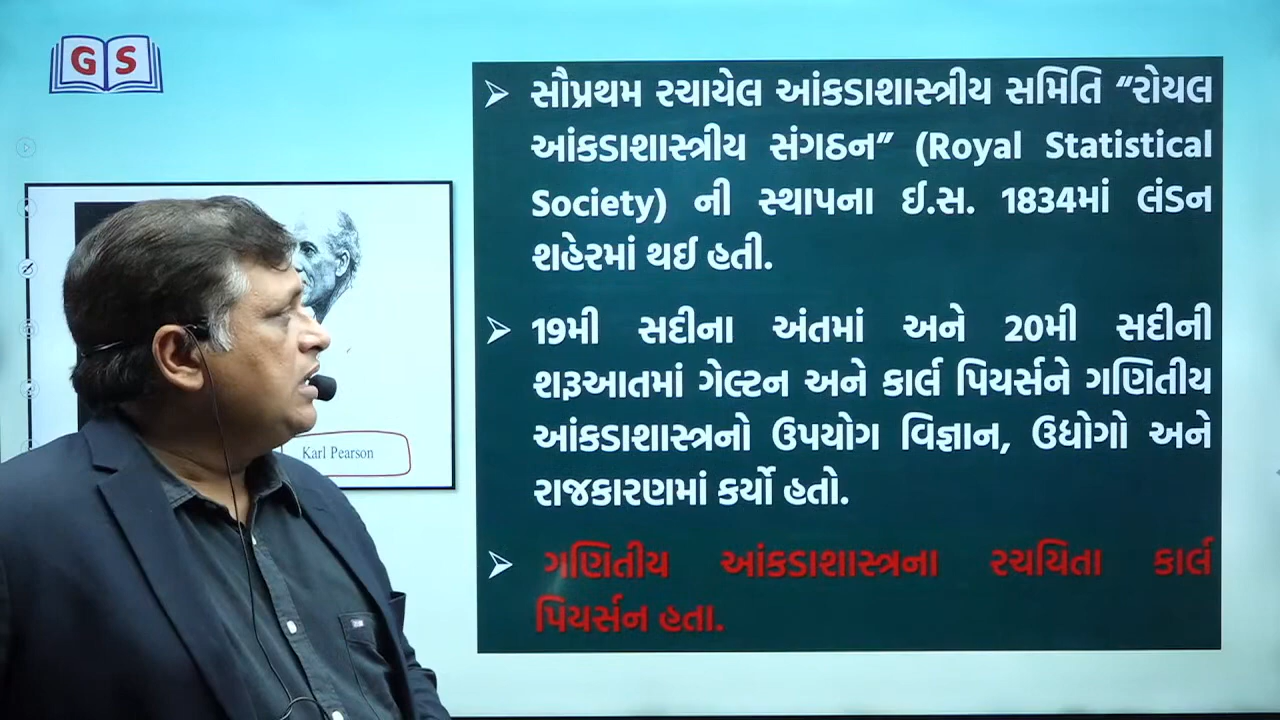 GS
સૌપ્રથમ રચાયેલ આંકડાશાસ્ત્રીય સમિતિ “રોયલ
આંકડાશાસ્ત્રીય સંગઠન” (Royal Statistical
Society) ની સ્થાપના ઈ.સ. 1834માં લંડન
શહેરમાં થઈ હતી.
19મી સદીના અંતમાં અને 20મી સદીની
શરૂઆતમાં ગેલ્ટન અને કાર્લ પિયર્સને ગણિતીય
આંકડાશાસ્ત્રનો ઉપયોગ વિજ્ઞાન, ઉધોગો અને
રાજકારણમાં કર્યો હતો.
ગણિતીય આંકડાશાસ્ત્રના રચયિતા કાર્લ
પિયર્સન હતા.
Karl Pearson